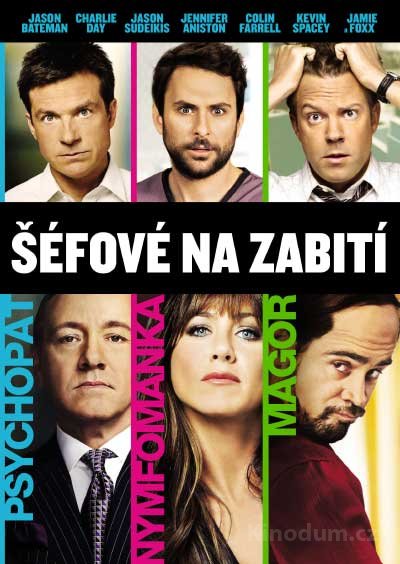 JASON BATEMAN CHARLIE DAY JASON SUDEIKIS JENNIFER ANISTON COLIN FARRELL KEVIN SPACEY JAMIE a FOXX
ŠÉFOVÉ NA ZABITÍ
PSYCHOPAT
NYMFOMANKA
MAGOR
Kinodum.cz